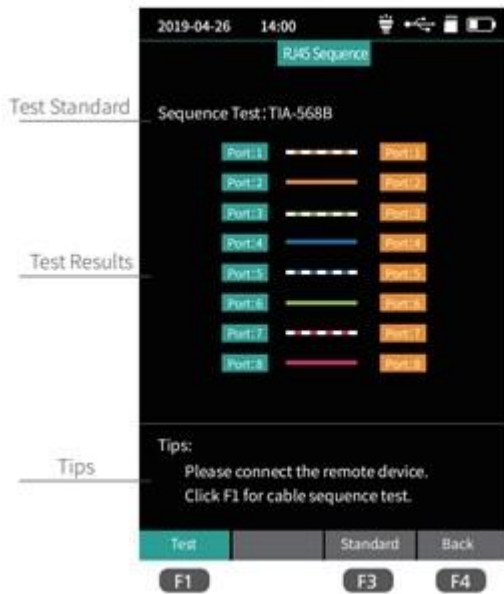 2019-04-26 14:00
RJ45 Sequence
Test Standard
Sequence Test: TIA-568B
Port: 1 Port: 1
Port: 2 Port: 2
Port: 3 Port: 3
Port: 4 Port: 4
Test Results
Port: 5 Port: 5
Port: 6 Port: 6
Port: 7 Port: 7
Port: 8 Port: 8
Tips
Tips:
Please connect the remote device.
Click F1 for cable sequence test.
Test Standard Back
F1 F3 F4